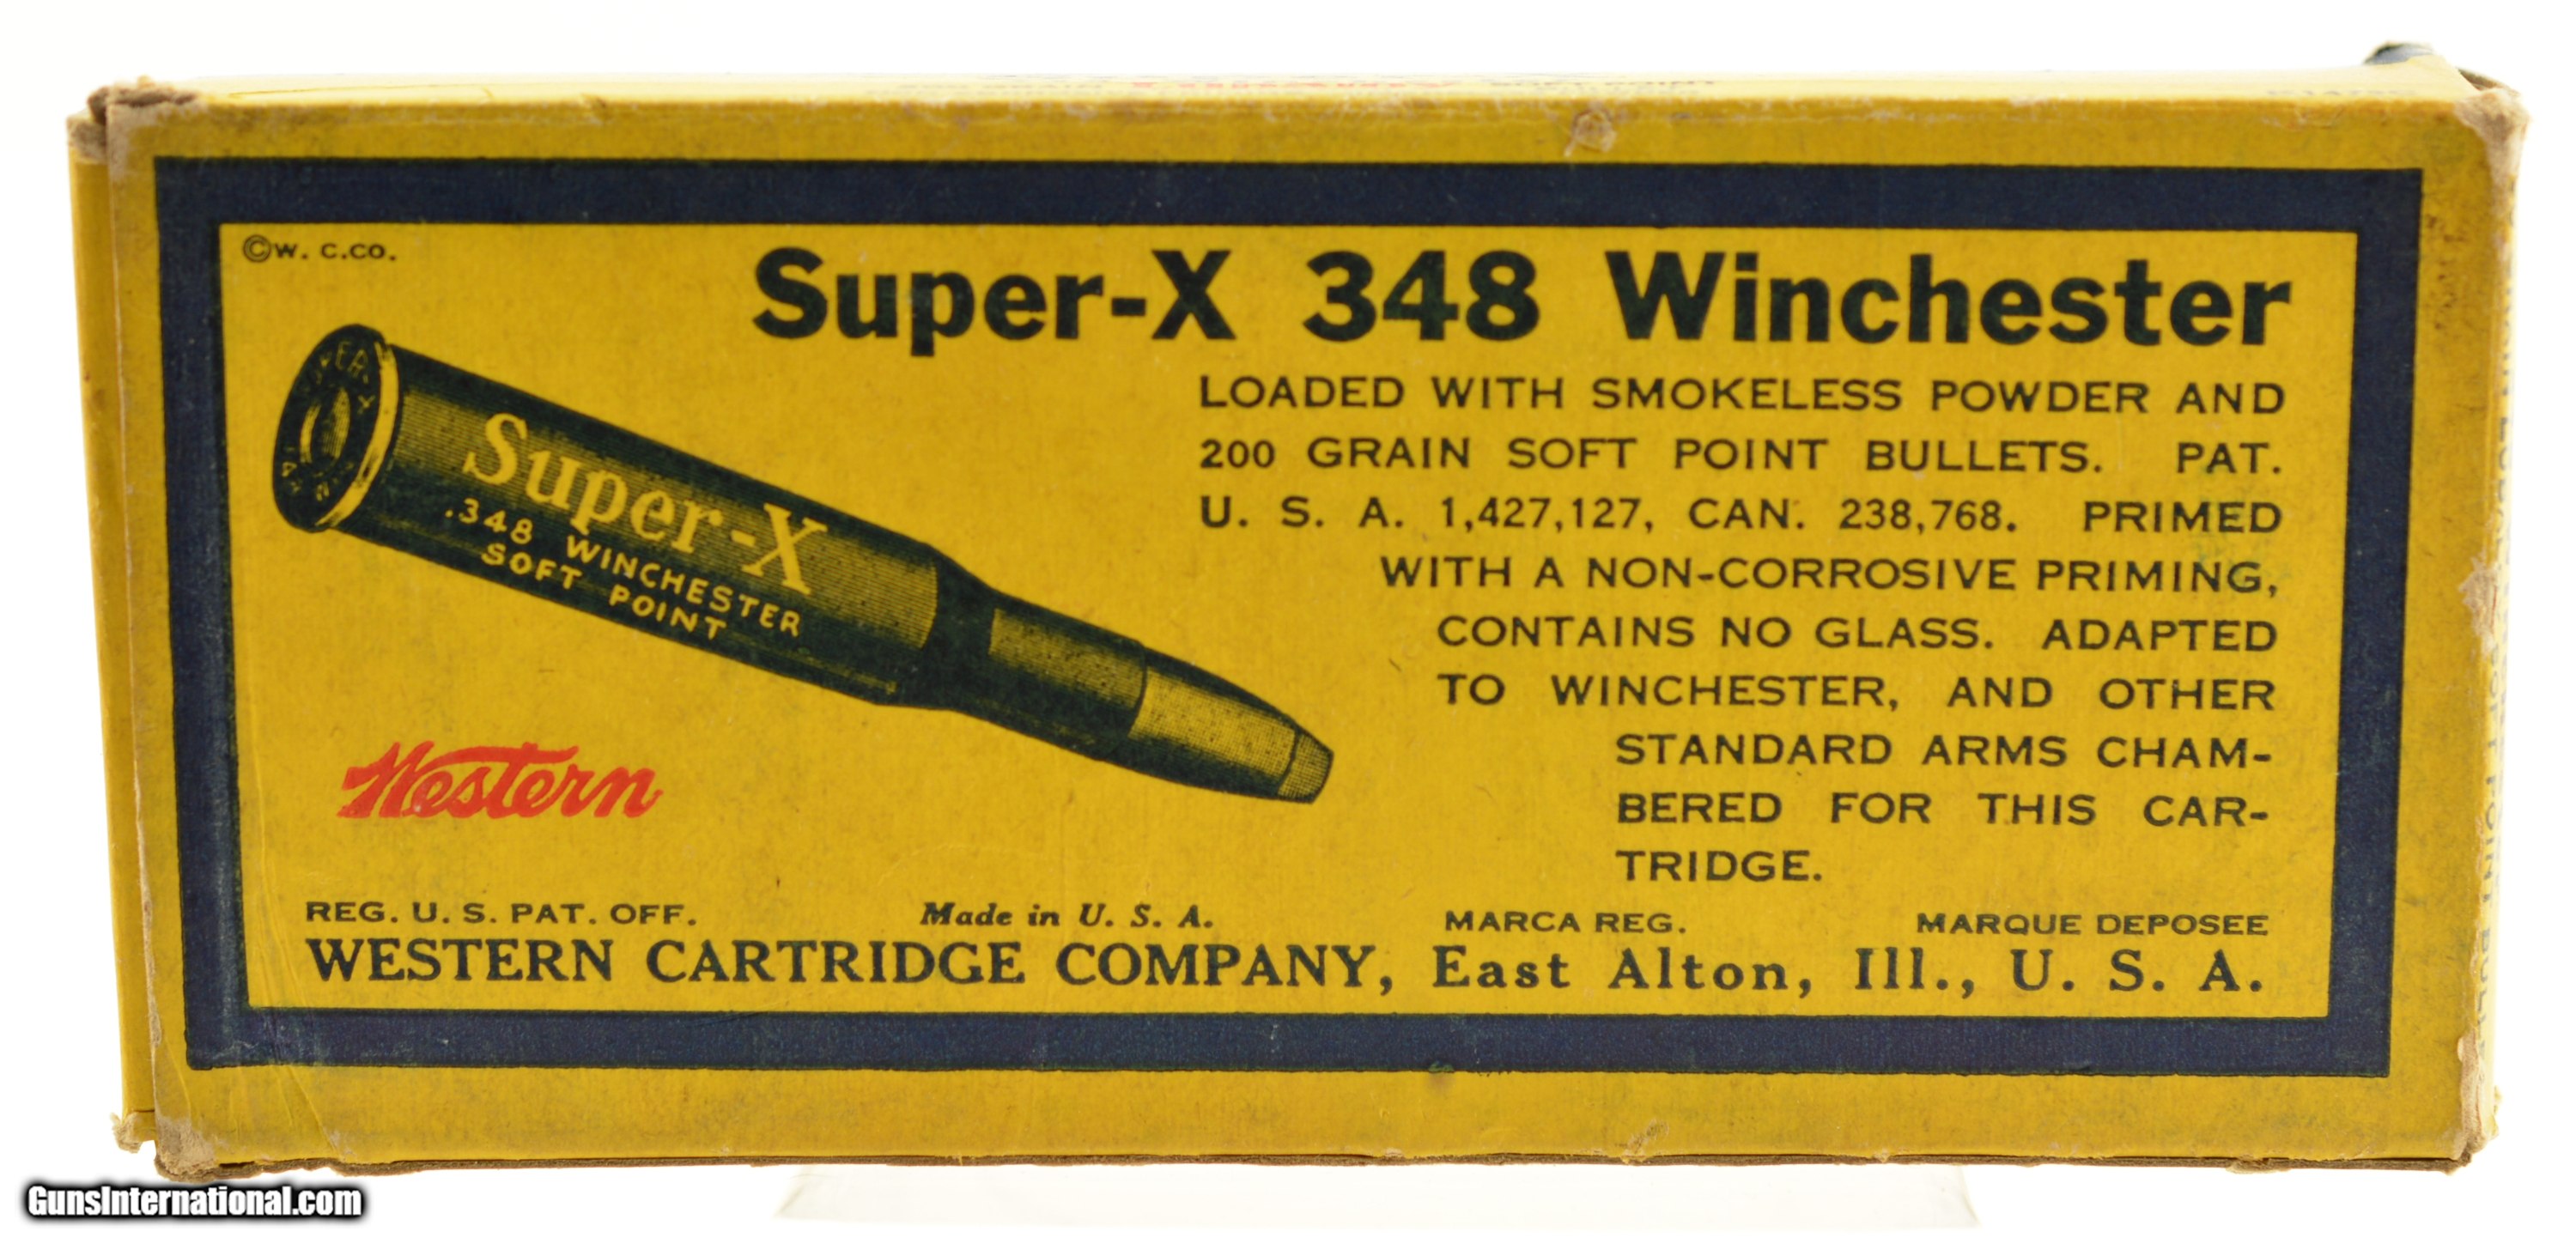 ©W. C.CO.
Super-X 348 Winchester
LOADED WITH SMOKELESS POWDER AND
200 GRAIN SOFT POINT BULLETS. PAT.
U. S. A. 1,427,127, CAN. 238,768. PRIMED
WITH A NON-CORROSIVE PRIMING,
CONTAINS NO GLASS. ADAPTED
TO WINCHESTER, AND OTHER
STANDARD ARMS CHAM-
BERED FOR THIS CAR-
TRIDGE.
Super-X
.348 WINCHESTER
SOFT POINT
Western
REG. U. S. PAT. OFF.
Made in U. S. A.
MARCA REG.
MARQUE DEPOSEE
WESTERN CARTRIDGE COMPANY, East Alton, Ill., U. S. A.
GunsInternational.com